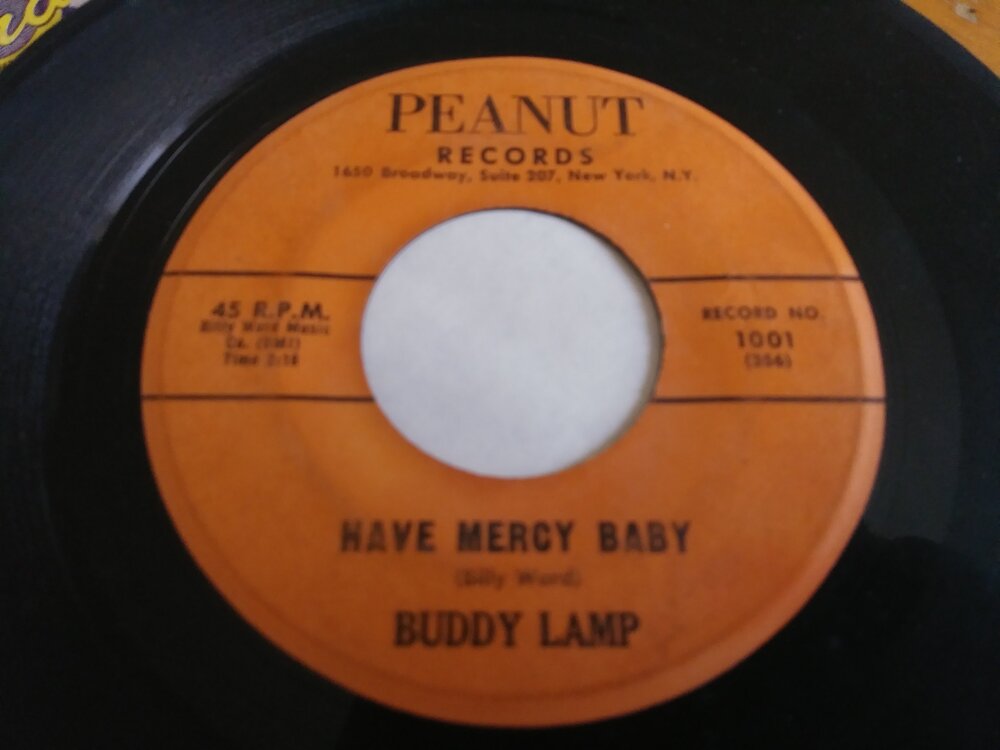 PEANUT
RECORDS
1650 Broadway, Suite 207, New York, N.Y.
45 R.P.M.
Billy Ward Music
Co. (BMI)
Time 2:18
RECORD NO.
1001
(306)
HAVE MERCY BABY
(Billy Ward)
BUDDY LAMP